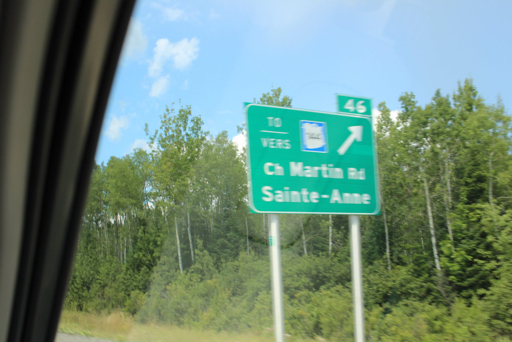 46
TO
VERS
Ch Martin Rd
Sainte-Anne